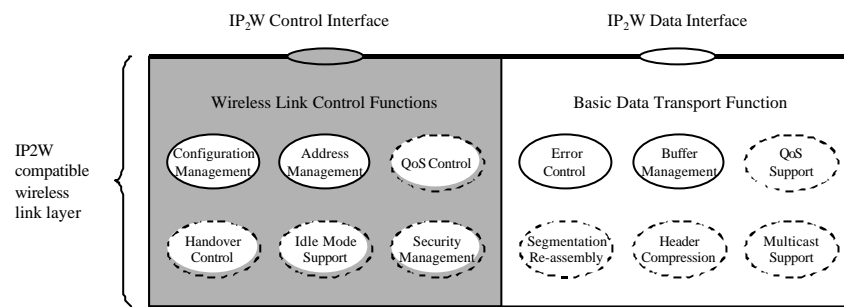 IP2W Control Interface
IP2W Data Interface
Wireless Link Control Functions
Basic Data Transport Function
IP2W
compatible
wireless
link layer
Configuration
Management
Address
Management
QoS Control
Error
Control
Buffer
Management
QoS
Support
Handover
Control
Idle Mode
Support
Security
Management
Segmentation
Re-assembly
Header
Compression
Multicast
Support